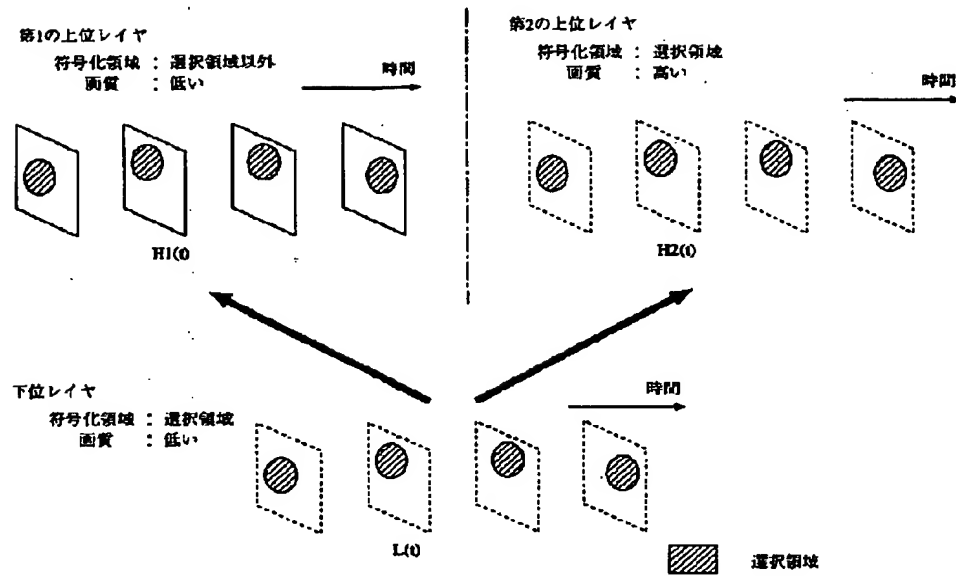 第1の上位レイヤ
符号化領域 : 選択領域以外
画質 : 低い
時間
H1(t)
第2の上位レイヤ
符号化領域 : 選択領域
画質 : 高い
時間
H2(t)
下位レイヤ
符号化領域 : 選択領域
画質 : 低い
時間
L(t)
選択領域